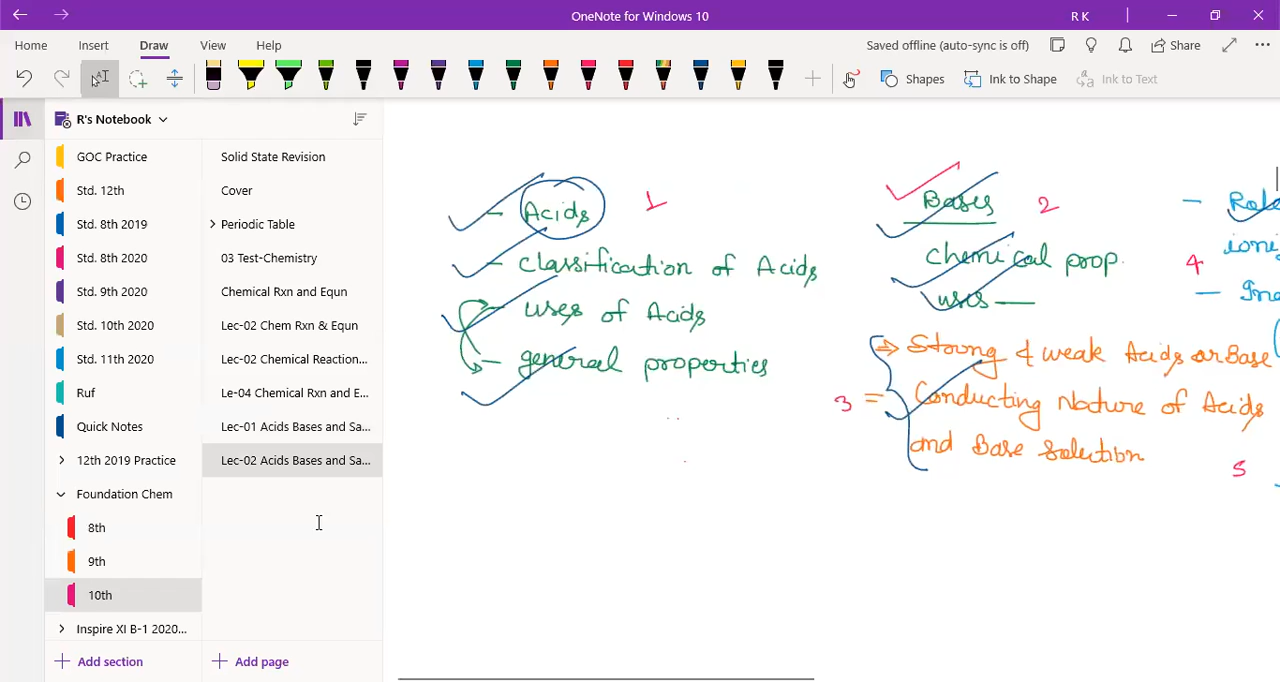 OneNote for Windows 10
R K
Home Insert Draw View Help
Saved offline (auto-sync is off)
Share
Shapes
Ink to Shape
Ink to Text
R's Notebook
GOC Practice
Std. 12th
Std. 8th 2019
Std. 8th 2020
Std. 9th 2020
Std. 10th 2020
Std. 11th 2020
Ruf
Quick Notes
12th 2019 Practice
Foundation Chem
8th
9th
10th
Inspire XI B-1 2020...
Add section
Solid State Revision
Cover
Periodic Table
03 Test-Chemistry
Chemical Rxn and Equn
Lec-02 Chem Rxn & Equn
Lec-02 Chemical Reaction...
Le-04 Chemical Rxn and E...
Lec-01 Acids Bases and Sa...
Lec-02 Acids Bases and Sa...
Add page
- Acids 1
- classification of Acids
- uses of Acids
- general properties
Bases 2
chemical prop.
uses —
3 = ⇒ Strong & weak Acids or Base
Conducting Nature of Acids
and Base Solution
4
5